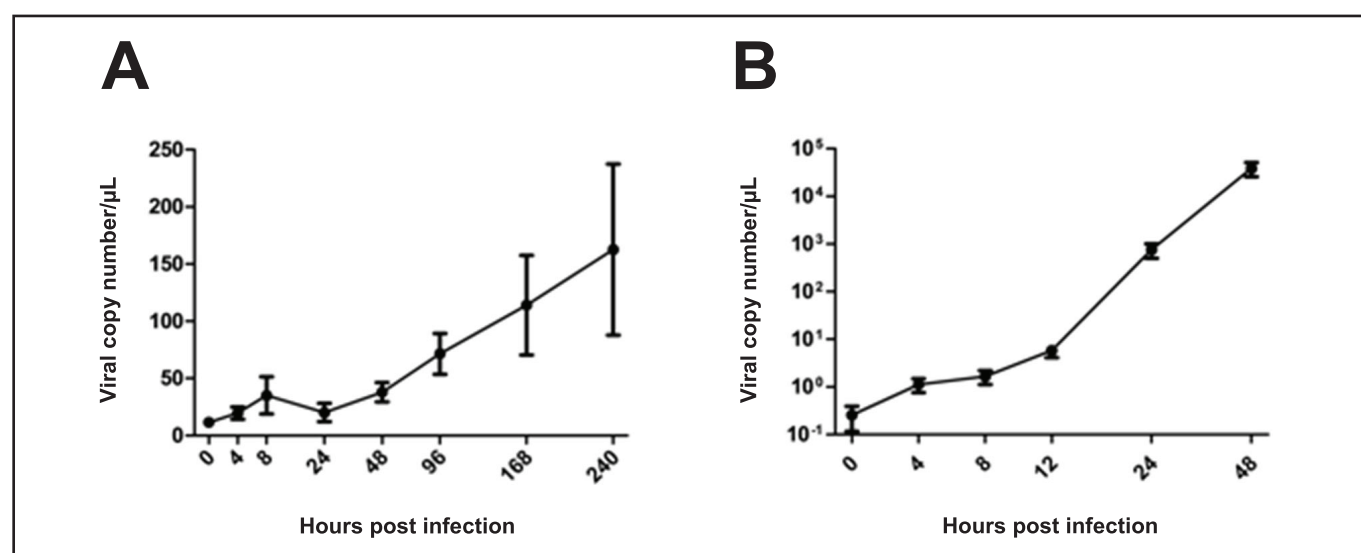 A
Viral copy number/µL
250
200
150
100
50
0
0 4 8 24 48 96 168 240
Hours post infection
B
Viral copy number/µL
10⁵
10⁴
10³
10²
10¹
10⁰
10⁻¹
0 4 8 12 24 48
Hours post infection